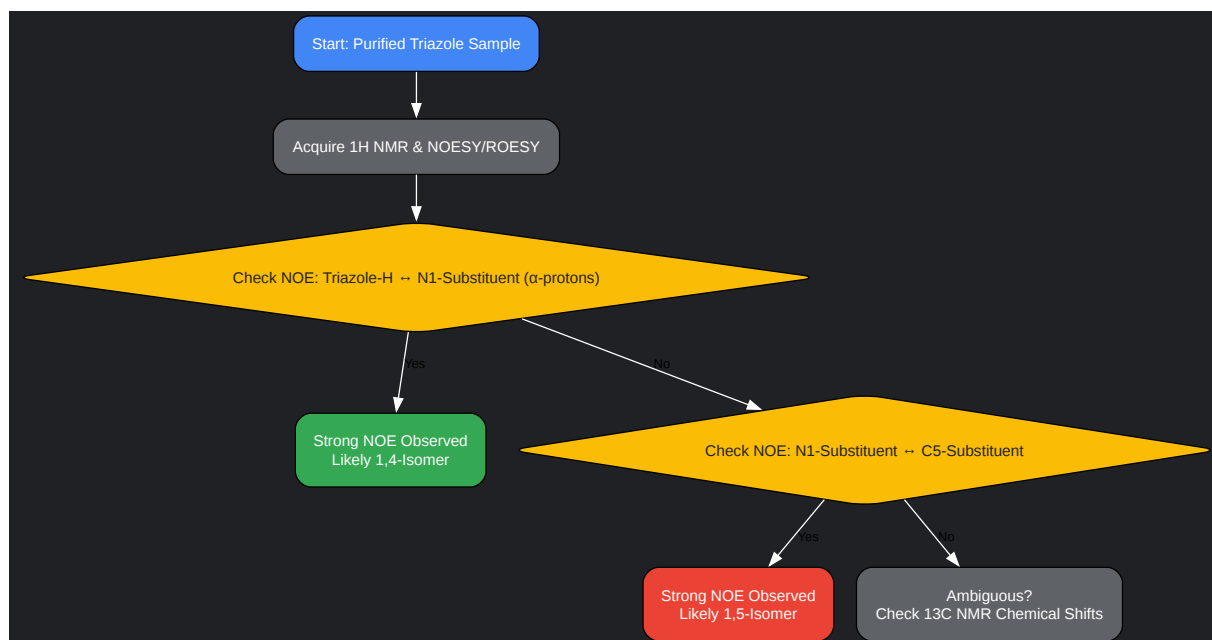 Start: Purified Triazole Sample
Acquire 1H NMR & NOESY/ROESY
Check NOE: Triazole-H ↔ N1-Substituent (α-protons)
Yes
No
Strong NOE Observed
Likely 1,4-Isomer
Check NOE: N1-Substituent ↔ C5-Substituent
Yes
No
Strong NOE Observed
Likely 1,5-Isomer
Ambiguous?
Check 13C NMR Chemical Shifts